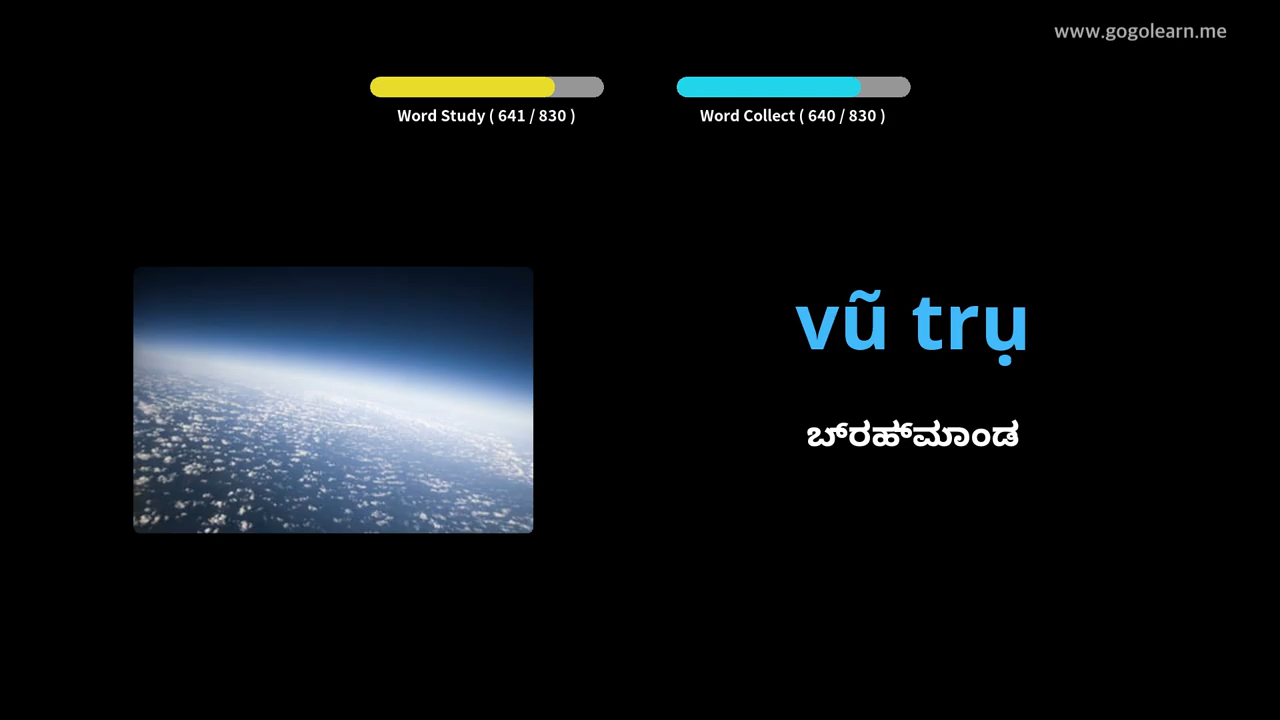 www.gogolearn.me
Word Study ( 641 / 830 )
Word Collect ( 640 / 830 )
vũ trụ
ಬ್‌ರಹ್‌ಮಾಂಡ